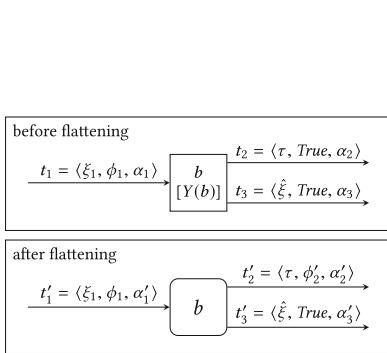 before flattening
t₂ = ⟨τ, True, α₂⟩
t₁ = ⟨ξ₁, ϕ₁, α₁⟩
b
[Y(b)]
t₃ = ⟨ξ̂, True, α₃⟩
after flattening
t′₂ = ⟨τ, ϕ′₂, α′₂⟩
t′₁ = ⟨ξ₁, ϕ₁, α′₁⟩
b
t′₃ = ⟨ξ̂, True, α′₃⟩